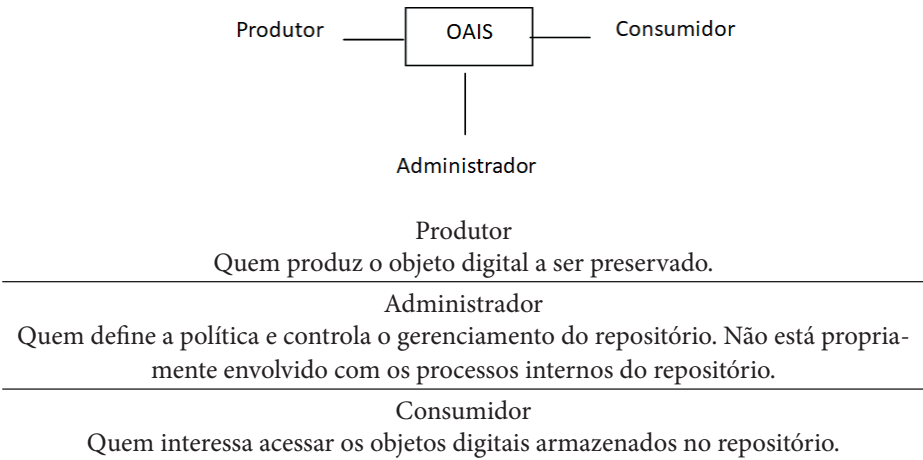 Produtor OAIS Consumidor
Administrador
Produtor
Quem produz o objeto digital a ser preservado.
Administrador
Quem define a política e controla o gerenciamento do repositório. Não está propria-
mente envolvido com os processos internos do repositório.
Consumidor
Quem interessa acessar os objetos digitais armazenados no repositório.